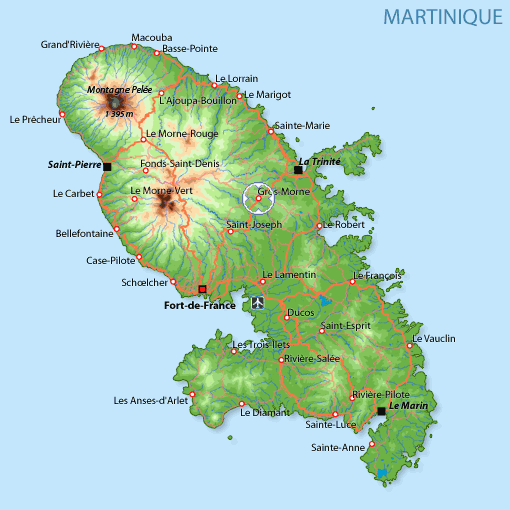 MARTINIQUE
Macouba
Grand'Rivière
Basse-Pointe
Le Lorrain
Montagne Pelée
Le Marigot
L'Ajoupa-Bouillon
1 395 m
Le Prêcheur
Sainte-Marie
Le Morne-Rouge
La Trinité
Saint-Pierre
Fonds-Saint-Denis
Le Morne-Vert
Gros-Morne
Le Carbet
Saint-Joseph
Le Robert
Bellefontaine
Case-Pilote
Le Lamentin
Le François
Schœlcher
Fort-de-France
Ducos
Saint-Esprit
Le Vauclin
Les Trois-Ilets
Rivière-Salée
Rivière-Pilote
Les Anses-d'Arlet
Le Marin
Le Diamant
Sainte-Luce
Sainte-Anne